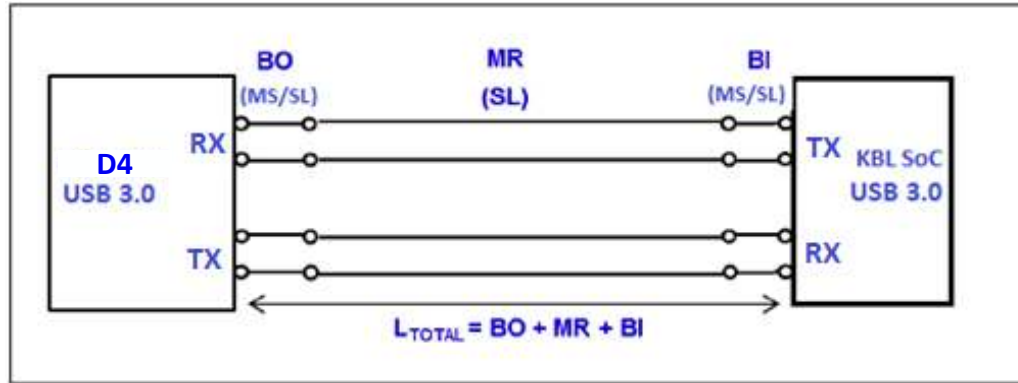 BO
(MS/SL)
MR
(SL)
BI
(MS/SL)
RX
D4
USB 3.0
TX
TX
KBL SoC
USB 3.0
RX
L_TOTAL = BO + MR + BI